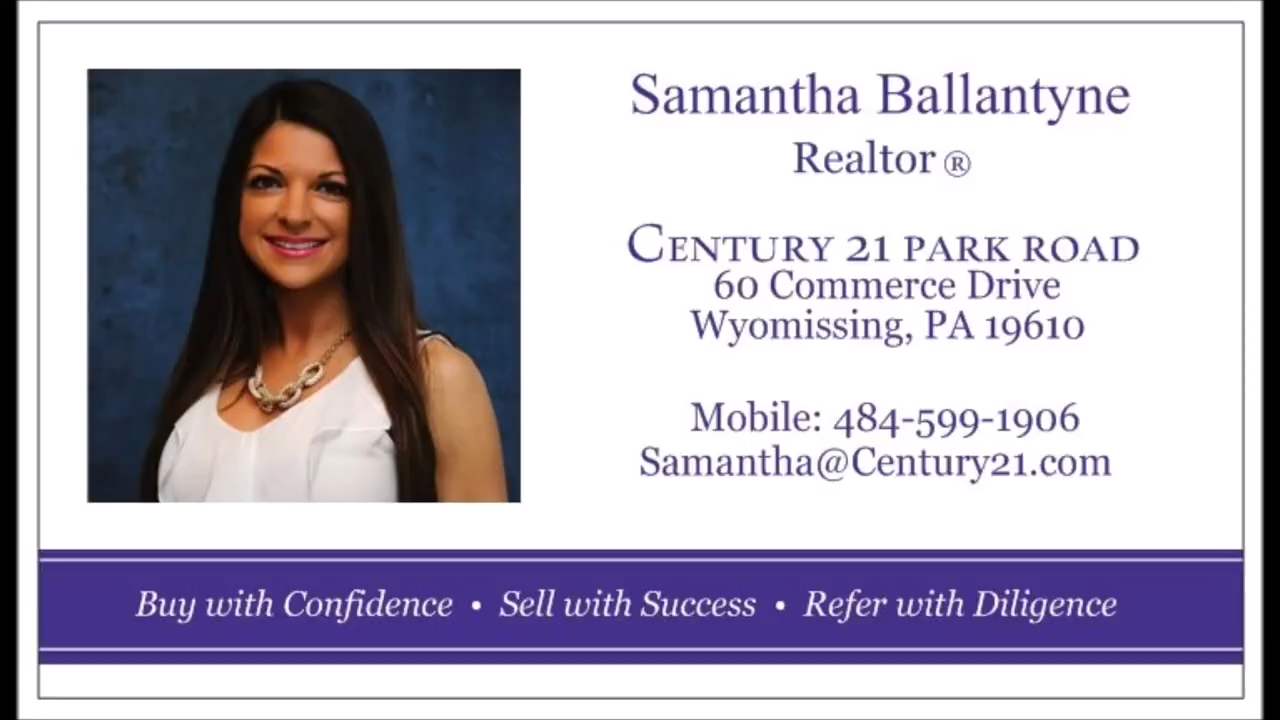 Samantha Ballantyne
Realtor ®
CENTURY 21 PARK ROAD
60 Commerce Drive
Wyomissing, PA 19610
Mobile: 484-599-1906
Samantha@Century21.com
Buy with Confidence • Sell with Success • Refer with Diligence